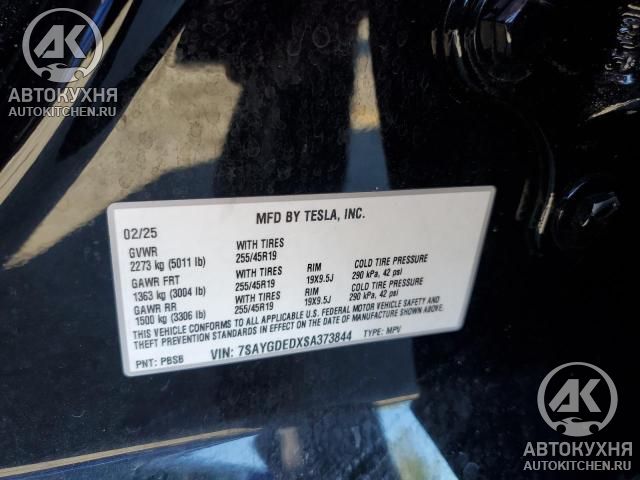 AK
АВТОКУХНЯ
AUTOKITCHEN.RU
MFD BY TESLA, INC.
02/25
GVWR WITH TIRES
2273 kg (5011 lb) 255/45R19
GAWR FRT WITH TIRES RIM COLD TIRE PRESSURE
1363 kg (3004 lb) 255/45R19 19X9.5J 290 kPa, 42 psi
GAWR RR WITH TIRES RIM COLD TIRE PRESSURE
1500 kg (3306 lb) 255/45R19 19X9.5J 290 kPa, 42 psi
THIS VEHICLE CONFORMS TO ALL APPLICABLE U.S. FEDERAL MOTOR VEHICLE SAFETY AND
THEFT PREVENTION STANDARDS IN EFFECT ON THE DATE OF MANUFACTURE SHOWN ABOVE.
PNT: PBSB VIN: 7SAYGDEDXSA373844 TYPE: MPV
AK
АВТОКУХНЯ
AUTOKITCHEN.RU